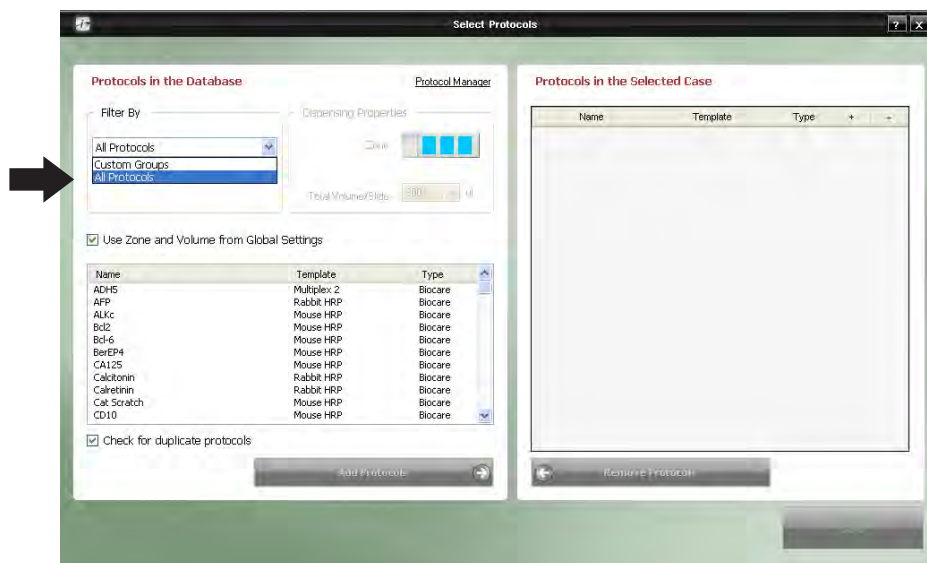 Select Protocols
? X
Protocols in the Database
Protocol Manager
Filter By
Dispensing Properties
All Protocols
Custom Groups
All Protocols
Zone
Total Volume/Slide
ul
Use Zone and Volume from Global Settings
Name Template Type
ADH5 Multiplex 2 Biocare
AFP Rabbit HRP Biocare
ALKc Mouse HRP Biocare
Bcl2 Mouse HRP Biocare
Bcl-6 Mouse HRP Biocare
BerEP4 Mouse HRP Biocare
CA125 Mouse HRP Biocare
Calcitonin Rabbit HRP Biocare
Calretinin Rabbit HRP Biocare
Cat Scratch Mouse HRP Biocare
CD10 Mouse HRP Biocare
Check for duplicate protocols
Add Protocols
Protocols in the Selected Case
Name Template Type + -
Remove Protocol